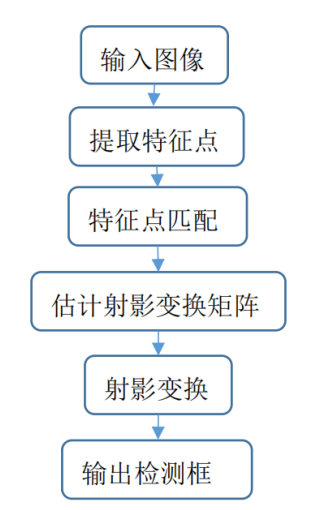 输入图像
提取特征点
特征点匹配
估计射影变换矩阵
射影变换
输出检测框